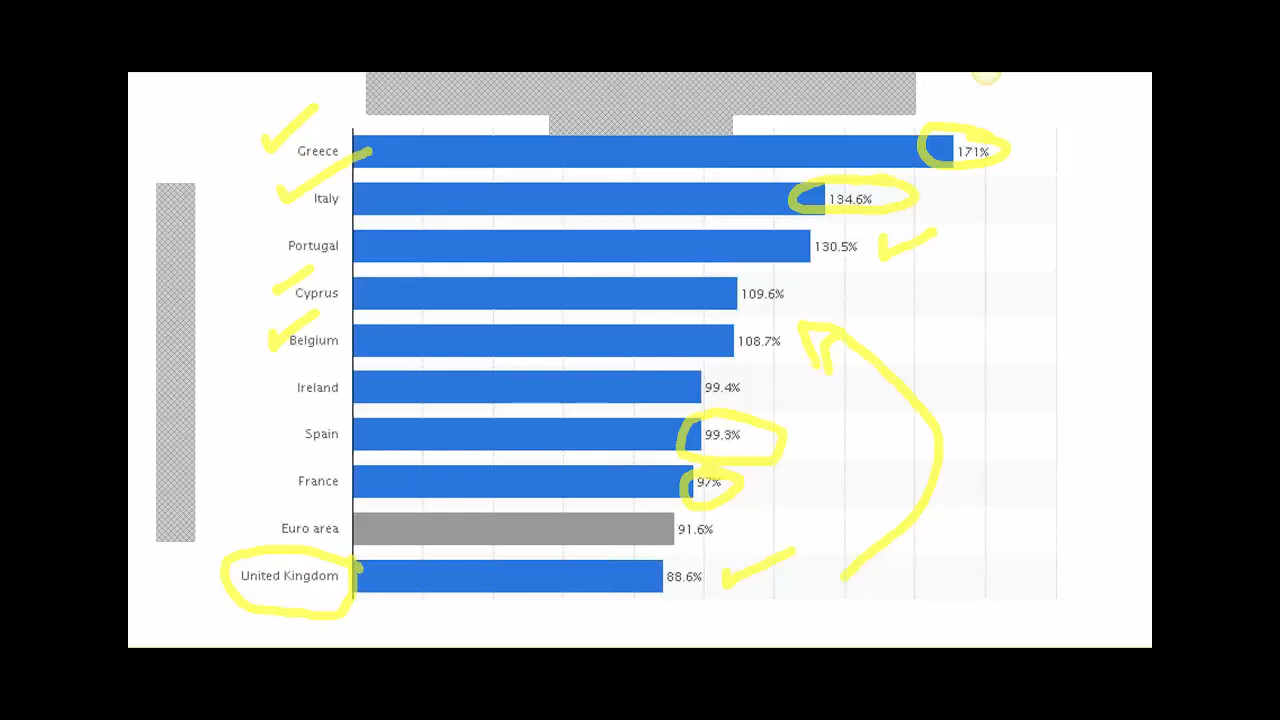 Greece 171%
Italy 134.6%
Portugal 130.5%
Cyprus 109.6%
Belgium 108.7%
Ireland 99.4%
Spain 99.3%
France 97%
Euro area 91.6%
United Kingdom 88.6%